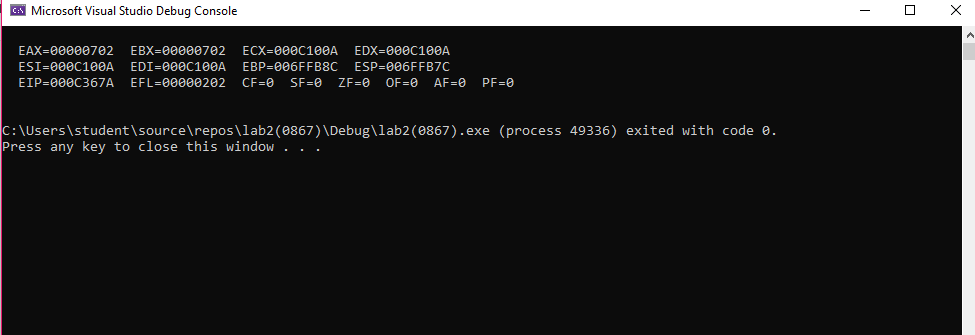 Microsoft Visual Studio Debug Console
EAX=00000702 EBX=00000702 ECX=000C100A EDX=000C100A
ESI=000C100A EDI=000C100A EBP=006FFB8C ESP=006FFB7C
EIP=000C367A EFL=00000202 CF=0 SF=0 ZF=0 OF=0 AF=0 PF=0
C:\Users\student\source\repos\lab2(0867)\Debug\lab2(0867).exe (process 49336) exited with code 0.
Press any key to close this window . . .